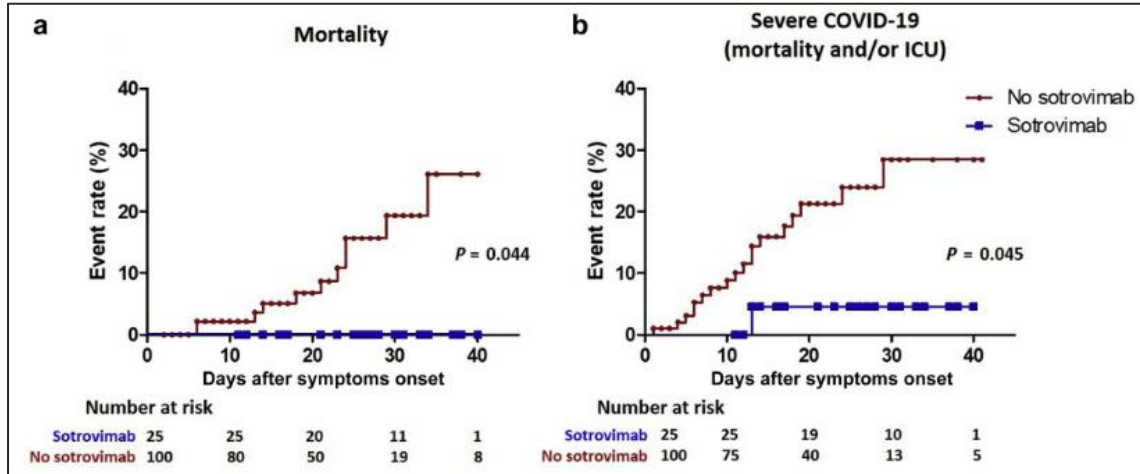 a
Mortality
40
30
20
10
0
Event rate (%)
P = 0.044
0 10 20 30 40
Days after symptoms onset
Number at risk
Sotrovimab 25 25 20 11 1
No sotrovimab 100 80 50 19 8
b
Severe COVID-19
(mortality and/or ICU)
No sotrovimab
Sotrovimab
40
30
20
10
0
Event rate (%)
P = 0.045
0 10 20 30 40
Days after symptoms onset
Number at risk
Sotrovimab 25 25 19 10 1
No sotrovimab 100 75 40 13 5